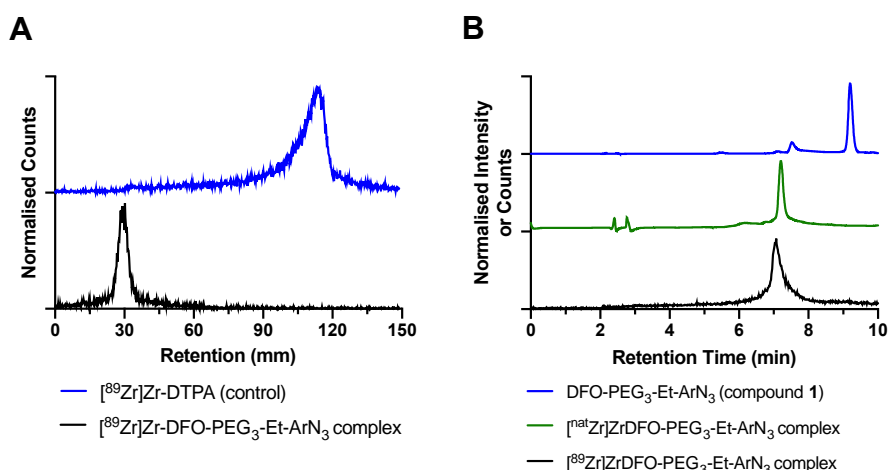 A
Normalised Counts
0 30 60 90 120 150
Retention (mm)
[⁸⁹Zr]Zr-DTPA (control)
[⁸⁹Zr]Zr-DFO-PEG₃-Et-ArN₃ complex
B
Normalised Intensity
or Counts
0 2 4 6 8 10
Retention Time (min)
DFO-PEG₃-Et-ArN₃ (compound 1)
[ⁿᵃᵗZr]ZrDFO-PEG₃-Et-ArN₃ complex
[⁸⁹Zr]ZrDFO-PEG₃-Et-ArN₃ complex